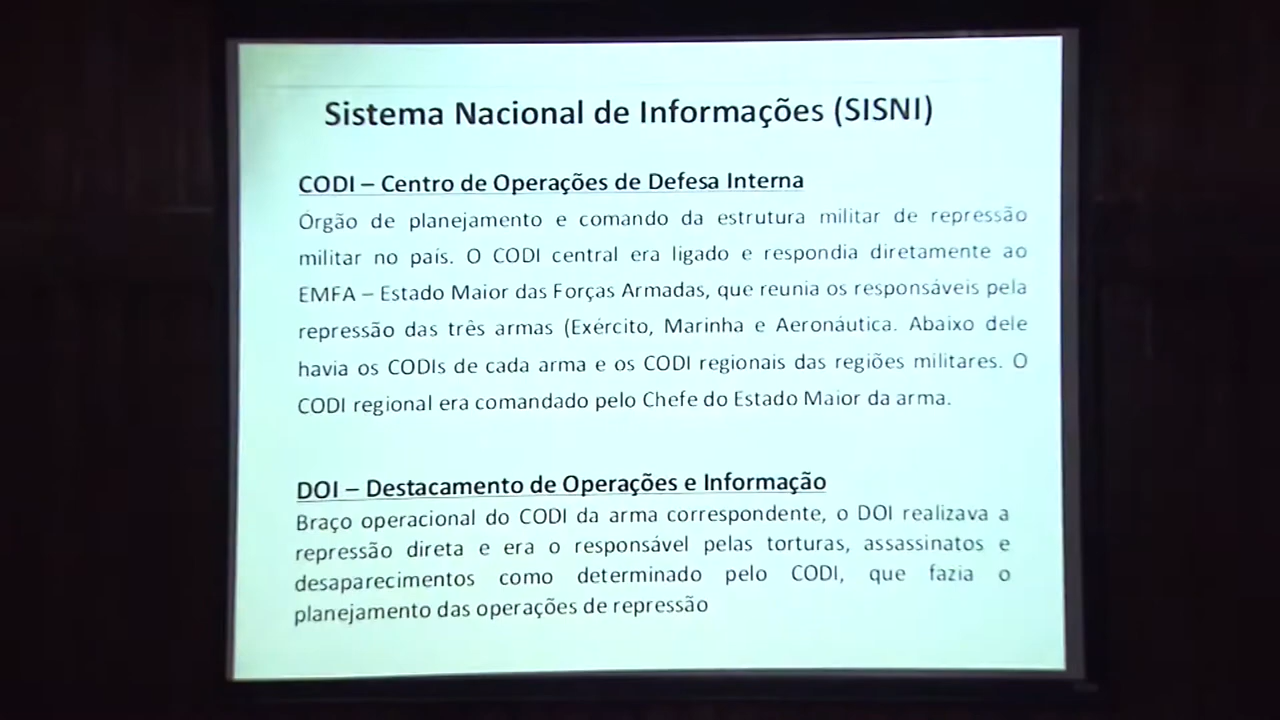 Sistema Nacional de Informações (SISNI)
CODI – Centro de Operações de Defesa Interna
Órgão de planejamento e comando da estrutura militar de repressão
militar no país. O CODI central era ligado e respondia diretamente ao
EMFA – Estado Maior das Forças Armadas, que reunia os responsáveis pela
repressão das três armas (Exército, Marinha e Aeronáutica. Abaixo dele
havia os CODIs de cada arma e os CODI regionais das regiões militares. O
CODI regional era comandado pelo Chefe do Estado Maior da arma.
DOI – Destacamento de Operações e Informação
Braço operacional do CODI da arma correspondente, o DOI realizava a
repressão direta e era o responsável pelas torturas, assassinatos e
desaparecimentos como determinado pelo CODI, que fazia o
planejamento das operações de repressão